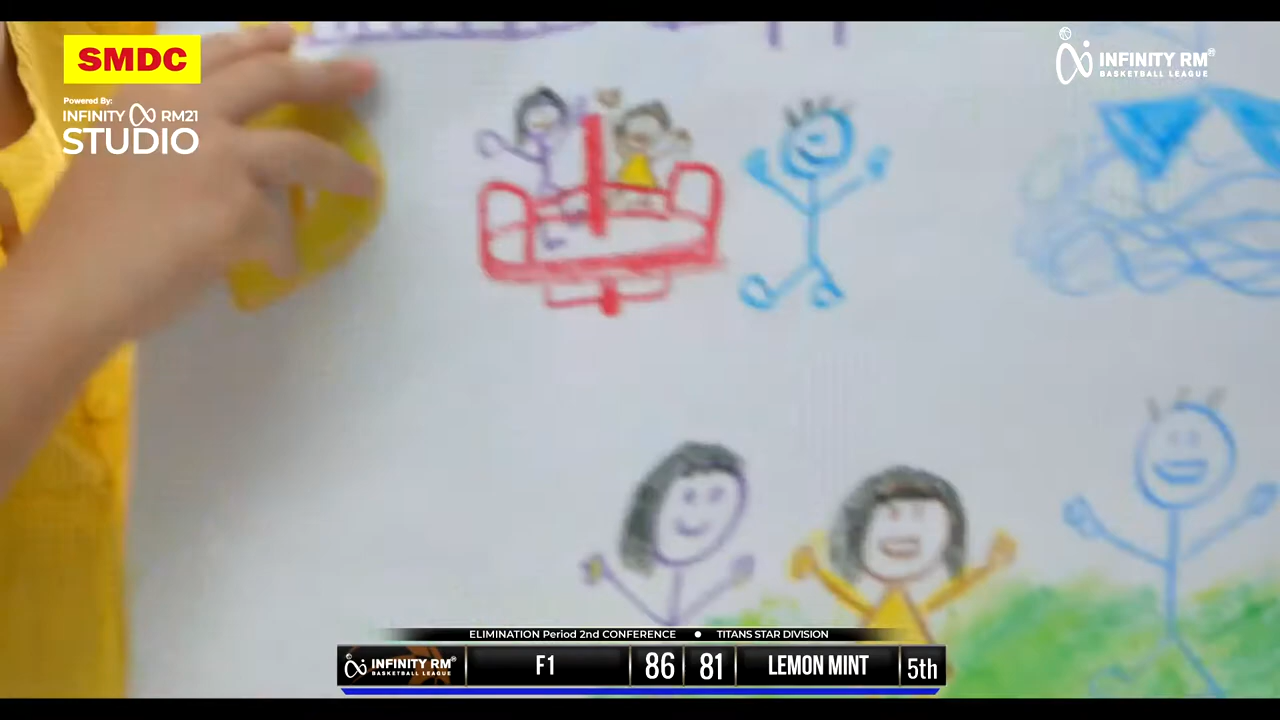 SMDC
Powered By:
INFINITY RM21
STUDIO
INFINITY RM®
BASKETBALL LEAGUE
ELIMINATION Period 2nd CONFERENCE ● TITANS STAR DIVISION
INFINITY RM®
BASKETBALL LEAGUE
F1 86 81 LEMON MINT 5th